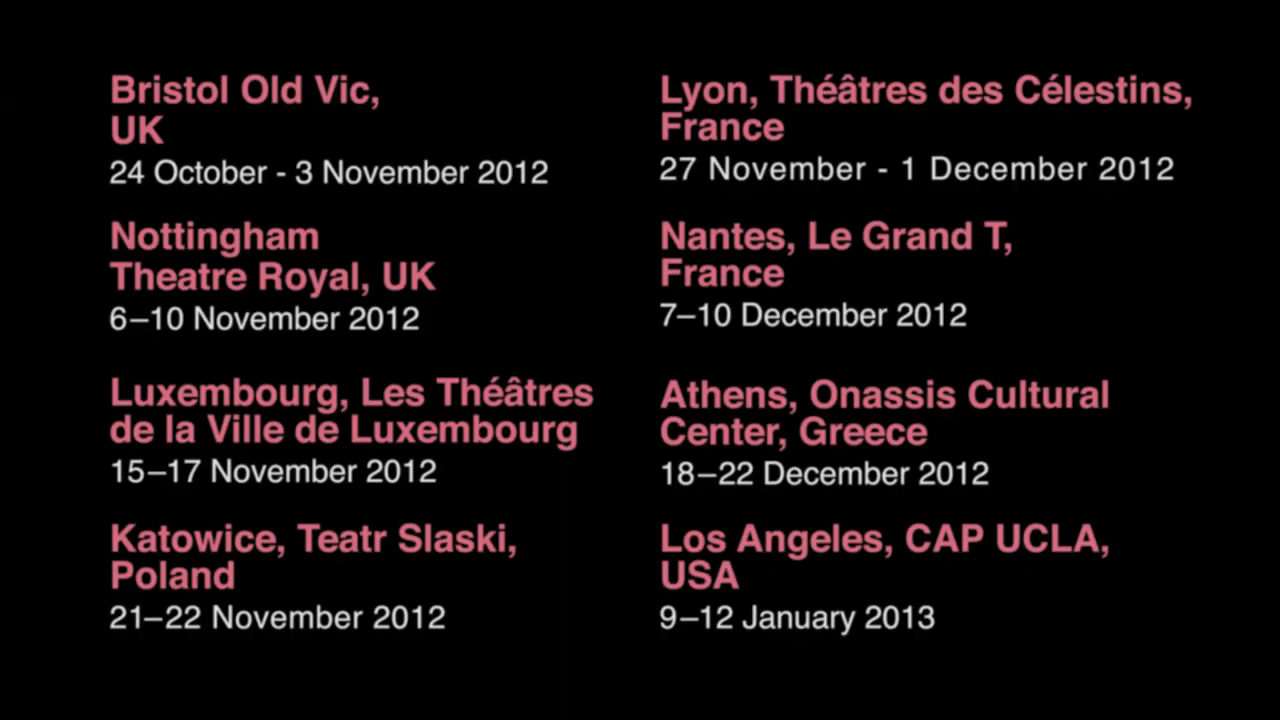 Bristol Old Vic,
UK
24 October - 3 November 2012
Nottingham
Theatre Royal, UK
6–10 November 2012
Luxembourg, Les Théâtres
de la Ville de Luxembourg
15–17 November 2012
Katowice, Teatr Slaski,
Poland
21–22 November 2012
Lyon, Théâtres des Célestins,
France
27 November - 1 December 2012
Nantes, Le Grand T,
France
7–10 December 2012
Athens, Onassis Cultural
Center, Greece
18–22 December 2012
Los Angeles, CAP UCLA,
USA
9–12 January 2013